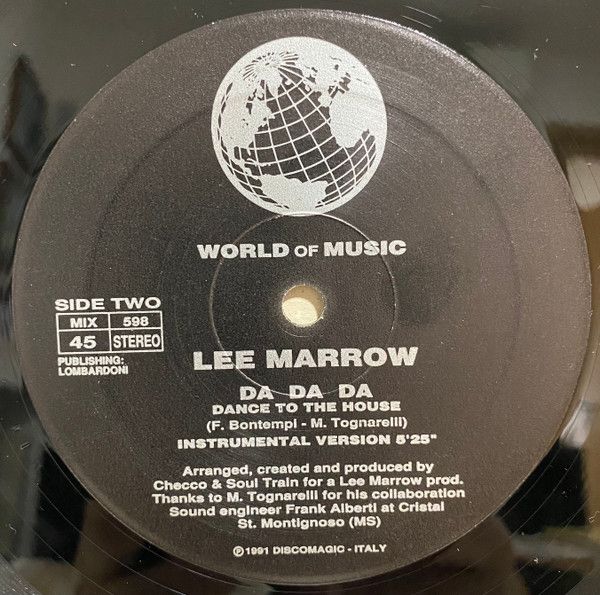 WORLD OF MUSIC
SIDE TWO
MIX 598
45 STEREO
PUBLISHING:
LOMBARDONI
LEE MARROW
DA DA DA
DANCE TO THE HOUSE
(F. Bontempi - M. Tognarelli)
INSTRUMENTAL VERSION 5'25"
Arranged, created and produced by
Checco & Soul Train for a Lee Marrow prod.
Thanks to M. Tognarelli for his collaboration
Sound engineer Frank Alberti at Cristal
St. Montignoso (MS)
℗ 1991 DISCOMAGIC - ITALY